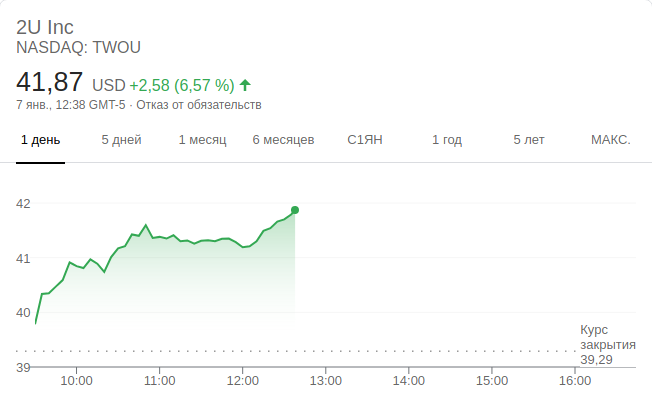 2U Inc
NASDAQ: TWOU
41,87 USD +2,58 (6,57 %)
7 янв., 12:38 GMT-5 · Отказ от обязательств
1 день 5 дней 1 месяц 6 месяцев С1ЯН 1 год 5 лет МАКС.
42
41
40
Курс
закрытия
39,29
39
10:00 11:00 12:00 13:00 14:00 15:00 16:00